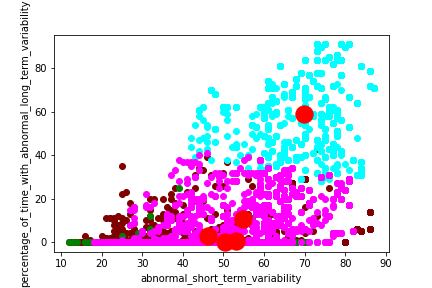 percentage_of_time_with_abnormal_long_term_variability
80
60
40
20
0
10 20 30 40 50 60 70 80 90
abnormal_short_term_variability